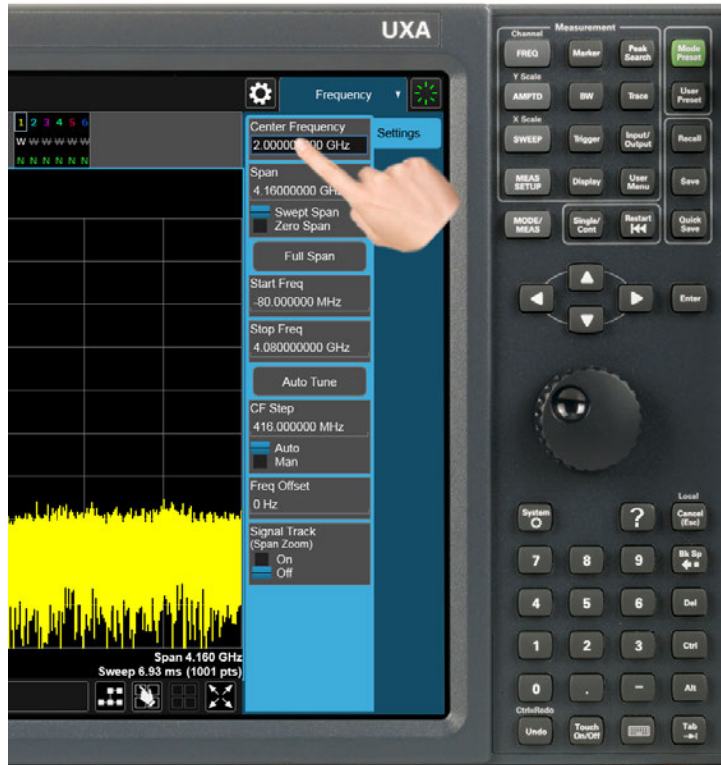 UXA
Frequency
1 2 3 4 5 6
W W W W W W
N N N N N N
Center Frequency
Settings
GHz
Span
4.16000000 GHz
Swept Span
Zero Span
Full Span
Start Freq
-80.000000 MHz
Stop Freq
4.080000000 GHz
Auto Tune
CF Step
416.000000 MHz
Auto
Man
Freq Offset
0 Hz
Signal Track
(Span Zoom)
On
Off
Span 4.160 GHz
Sweep 6.93 ms (1001 pts)
Channel
Measurement
FREQ
Marker
Peak
Search
Mode
Preset
Y Scale
AMPTD
BW
Trace
User
Preset
X Scale
SWEEP
Trigger
Input/
Output
Recall
MEAS
SETUP
Display
User
Menu
Save
MODE/
MEAS
Single/
Cont
Restart
Quick
Save
Enter
Local
System
?
Cancel
(Esc)
7
8
9
Bk Sp
4
5
6
Del
1
2
3
Ctrl
0
.
-
Alt
Ctrl=Redo
Undo
Touch
On/Off
Tab